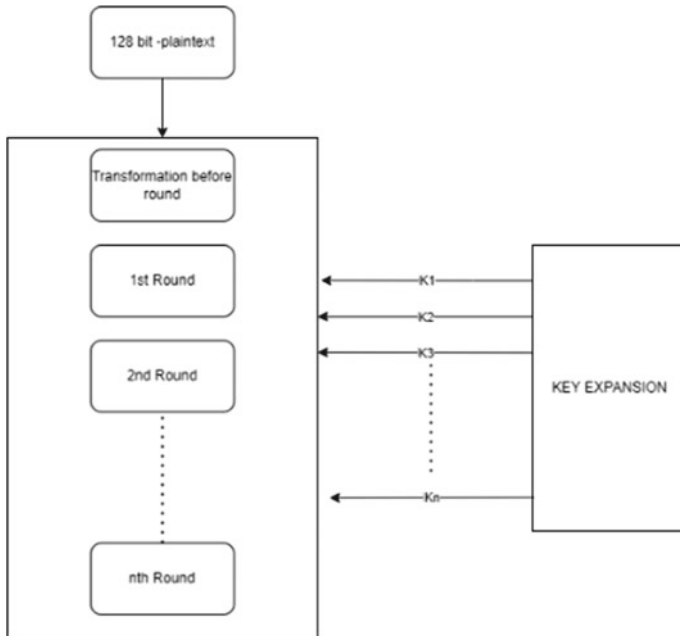 128 bit -plaintext
Transformation before
round
1st Round
K1
K2
2nd Round
K3
KEY EXPANSION
Kn
nth Round